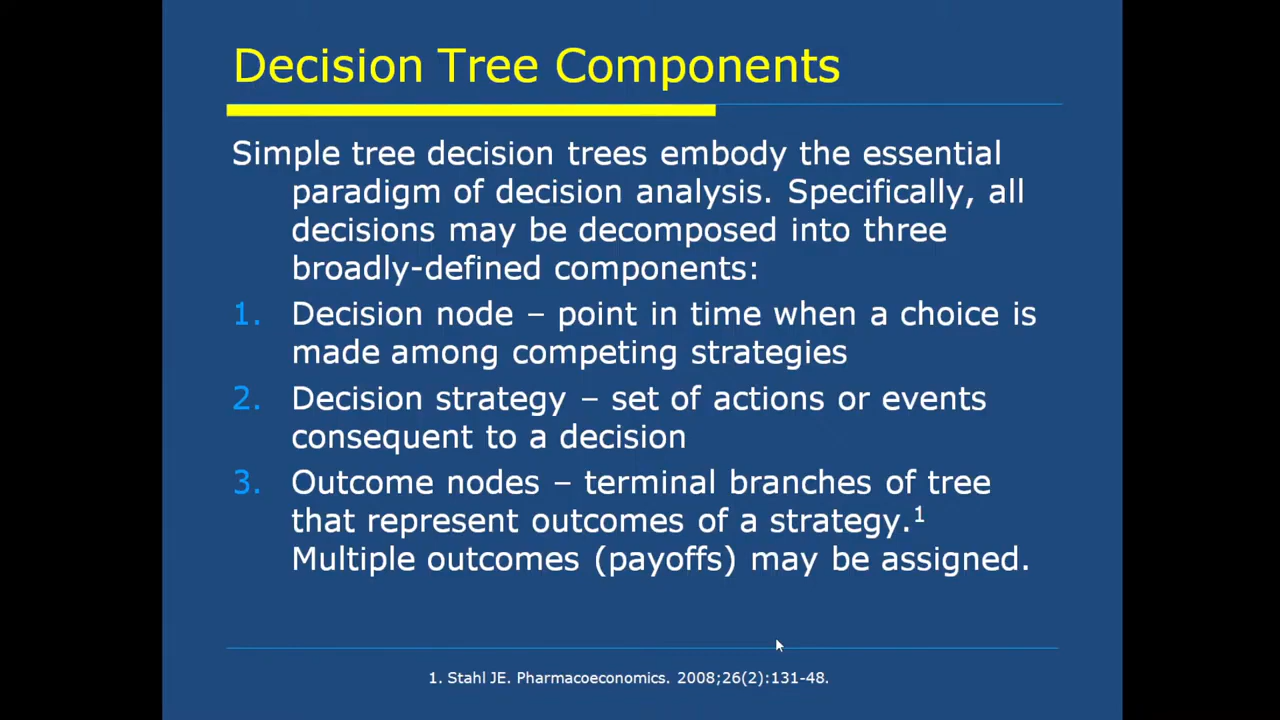 Decision Tree Components
Simple tree decision trees embody the essential
paradigm of decision analysis. Specifically, all
decisions may be decomposed into three
broadly-defined components:
1. Decision node – point in time when a choice is
made among competing strategies
2. Decision strategy – set of actions or events
consequent to a decision
3. Outcome nodes – terminal branches of tree
that represent outcomes of a strategy.¹
Multiple outcomes (payoffs) may be assigned.
1. Stahl JE. Pharmacoeconomics. 2008;26(2):131-48.